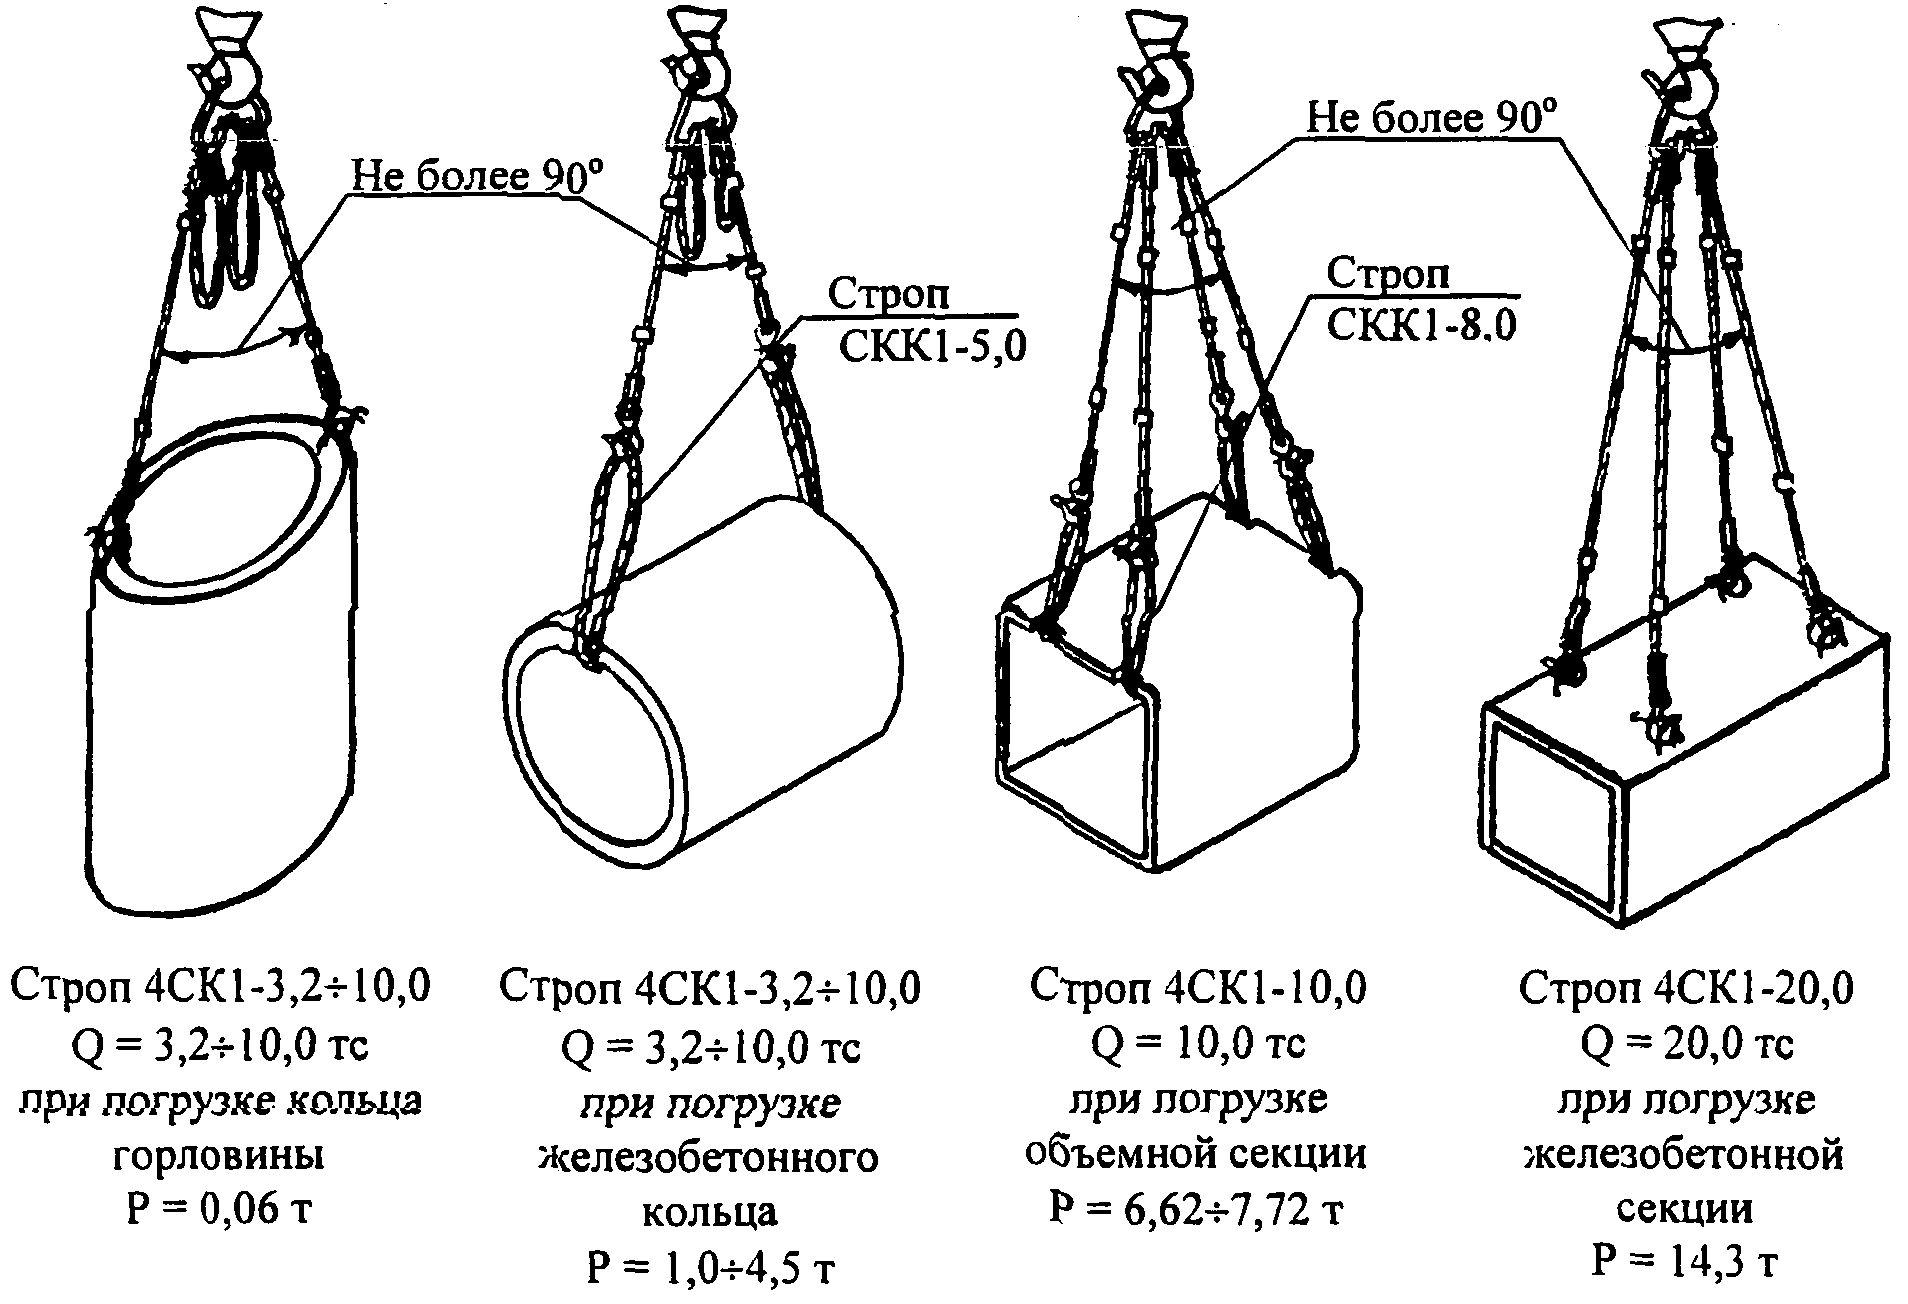 Не более 90°
Не более 90°
Строп
СКК1-5,0
Строп
СКК1-8,0
Строп 4СК1-3,2÷10,0
Q = 3,2÷10,0 тс
при погрузке кольца
горловины
Р = 0,06 т
Строп 4СК1-3,2÷10,0
Q = 3,2÷10,0 тс
при погрузке
железобетонного
кольца
Р = 1,0÷4,5 т
Строп 4СК1-10,0
Q = 10,0 тс
при погрузке
объемной секции
Р = 6,62÷7,72 т
Строп 4СК1-20,0
Q = 20,0 тс
при погрузке
железобетонной
секции
Р = 14,3 т